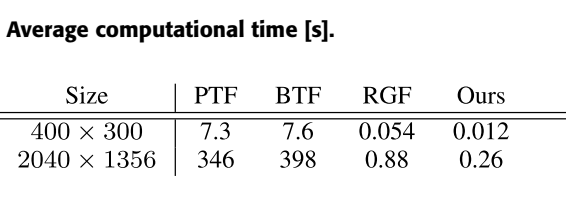 Average computational time [s].
Size PTF BTF RGF Ours
400 × 300 7.3 7.6 0.054 0.012
2040 × 1356 346 398 0.88 0.26